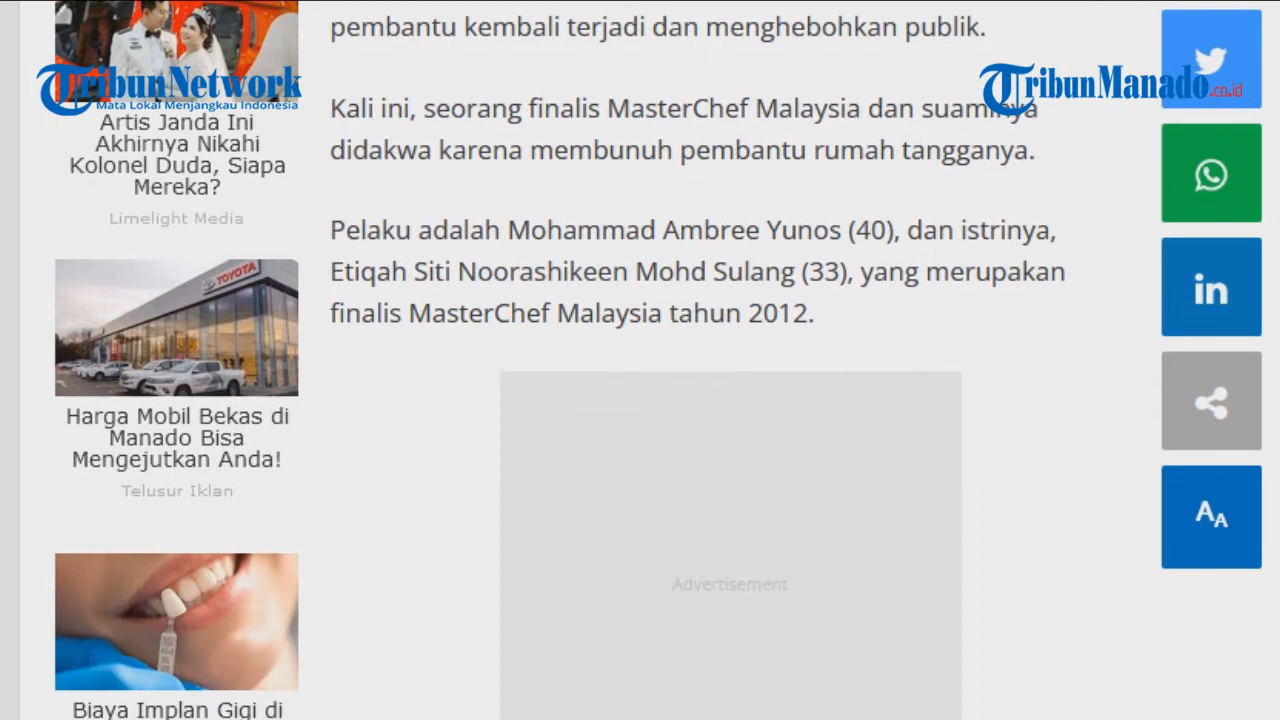 pembantu kembali terjadi dan menghebohkan publik.
TribunNetwork
Mata Lokal Menjangkau Indonesia
TribunManado.co.id
Kali ini, seorang finalis MasterChef Malaysia dan suaminya
didakwa karena membunuh pembantu rumah tangganya.
Pelaku adalah Mohammad Ambree Yunos (40), dan istrinya,
Etiqah Siti Noorashikeen Mohd Sulang (33), yang merupakan
finalis MasterChef Malaysia tahun 2012.
Advertisement
Artis Janda Ini
Akhirnya Nikahi
Kolonel Duda, Siapa
Mereka?
Limelight Media
TOYOTA
Harga Mobil Bekas di
Manado Bisa
Mengejutkan Anda!
Telusur Iklan
Biaya Implan Gigi di
in
AA